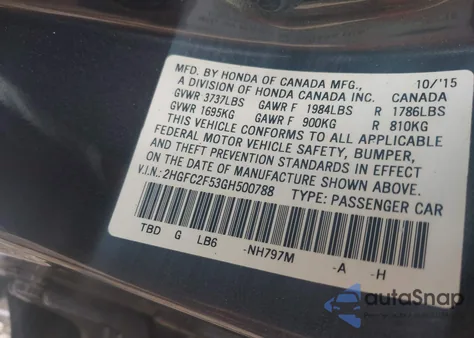 MFD. BY HONDA OF CANADA MFG., 10/'15
A DIVISION OF HONDA CANADA INC. CANADA
GVWR 3737LBS GAWR F 1984LBS R 1786LBS
GVWR 1695KG GAWR F 900KG R 810KG
THIS VEHICLE CONFORMS TO ALL APPLICABLE
FEDERAL MOTOR VEHICLE SAFETY, BUMPER,
AND THEFT PREVENTION STANDARDS IN EFFECT
ON THE DATE OF MANUFACTURE SHOWN ABOVE.
V.I.N.: 2HGFC2F53GH500788 TYPE: PASSENGER CAR
TBD G LB6 -NH797M -A -H
autoSnap